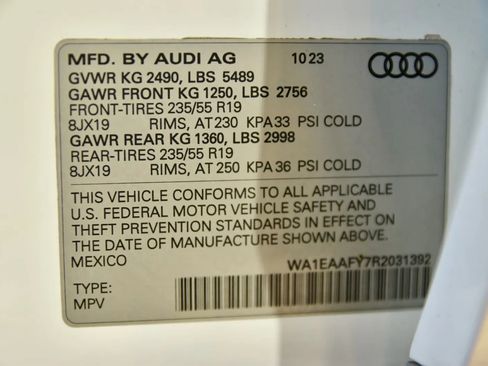 MFD. BY AUDI AG 10 23
GVWR KG 2490, LBS 5489
GAWR FRONT KG 1250, LBS 2756
FRONT-TIRES 235/55 R19
8JX19 RIMS, AT 230 KPA 33 PSI COLD
GAWR REAR KG 1360, LBS 2998
REAR-TIRES 235/55 R19
8JX19 RIMS, AT 250 KPA 36 PSI COLD
THIS VEHICLE CONFORMS TO ALL APPLICABLE
U.S. FEDERAL MOTOR VEHICLE SAFETY AND
THEFT PREVENTION STANDARDS IN EFFECT ON
THE DATE OF MANUFACTURE SHOWN ABOVE.
MEXICO WA1EAAFY7R2031392
TYPE:
MPV